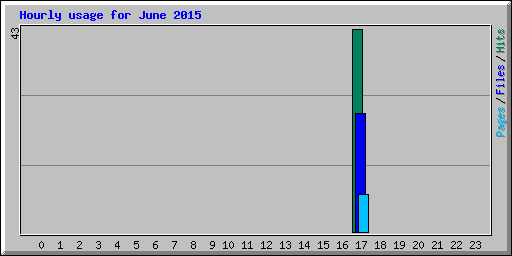 Hourly usage for June 2015
43
Pages/Files/Hits
0 1 2 3 4 5 6 7 8 9 10 11 12 13 14 15 16 17 18 19 20 21 22 23